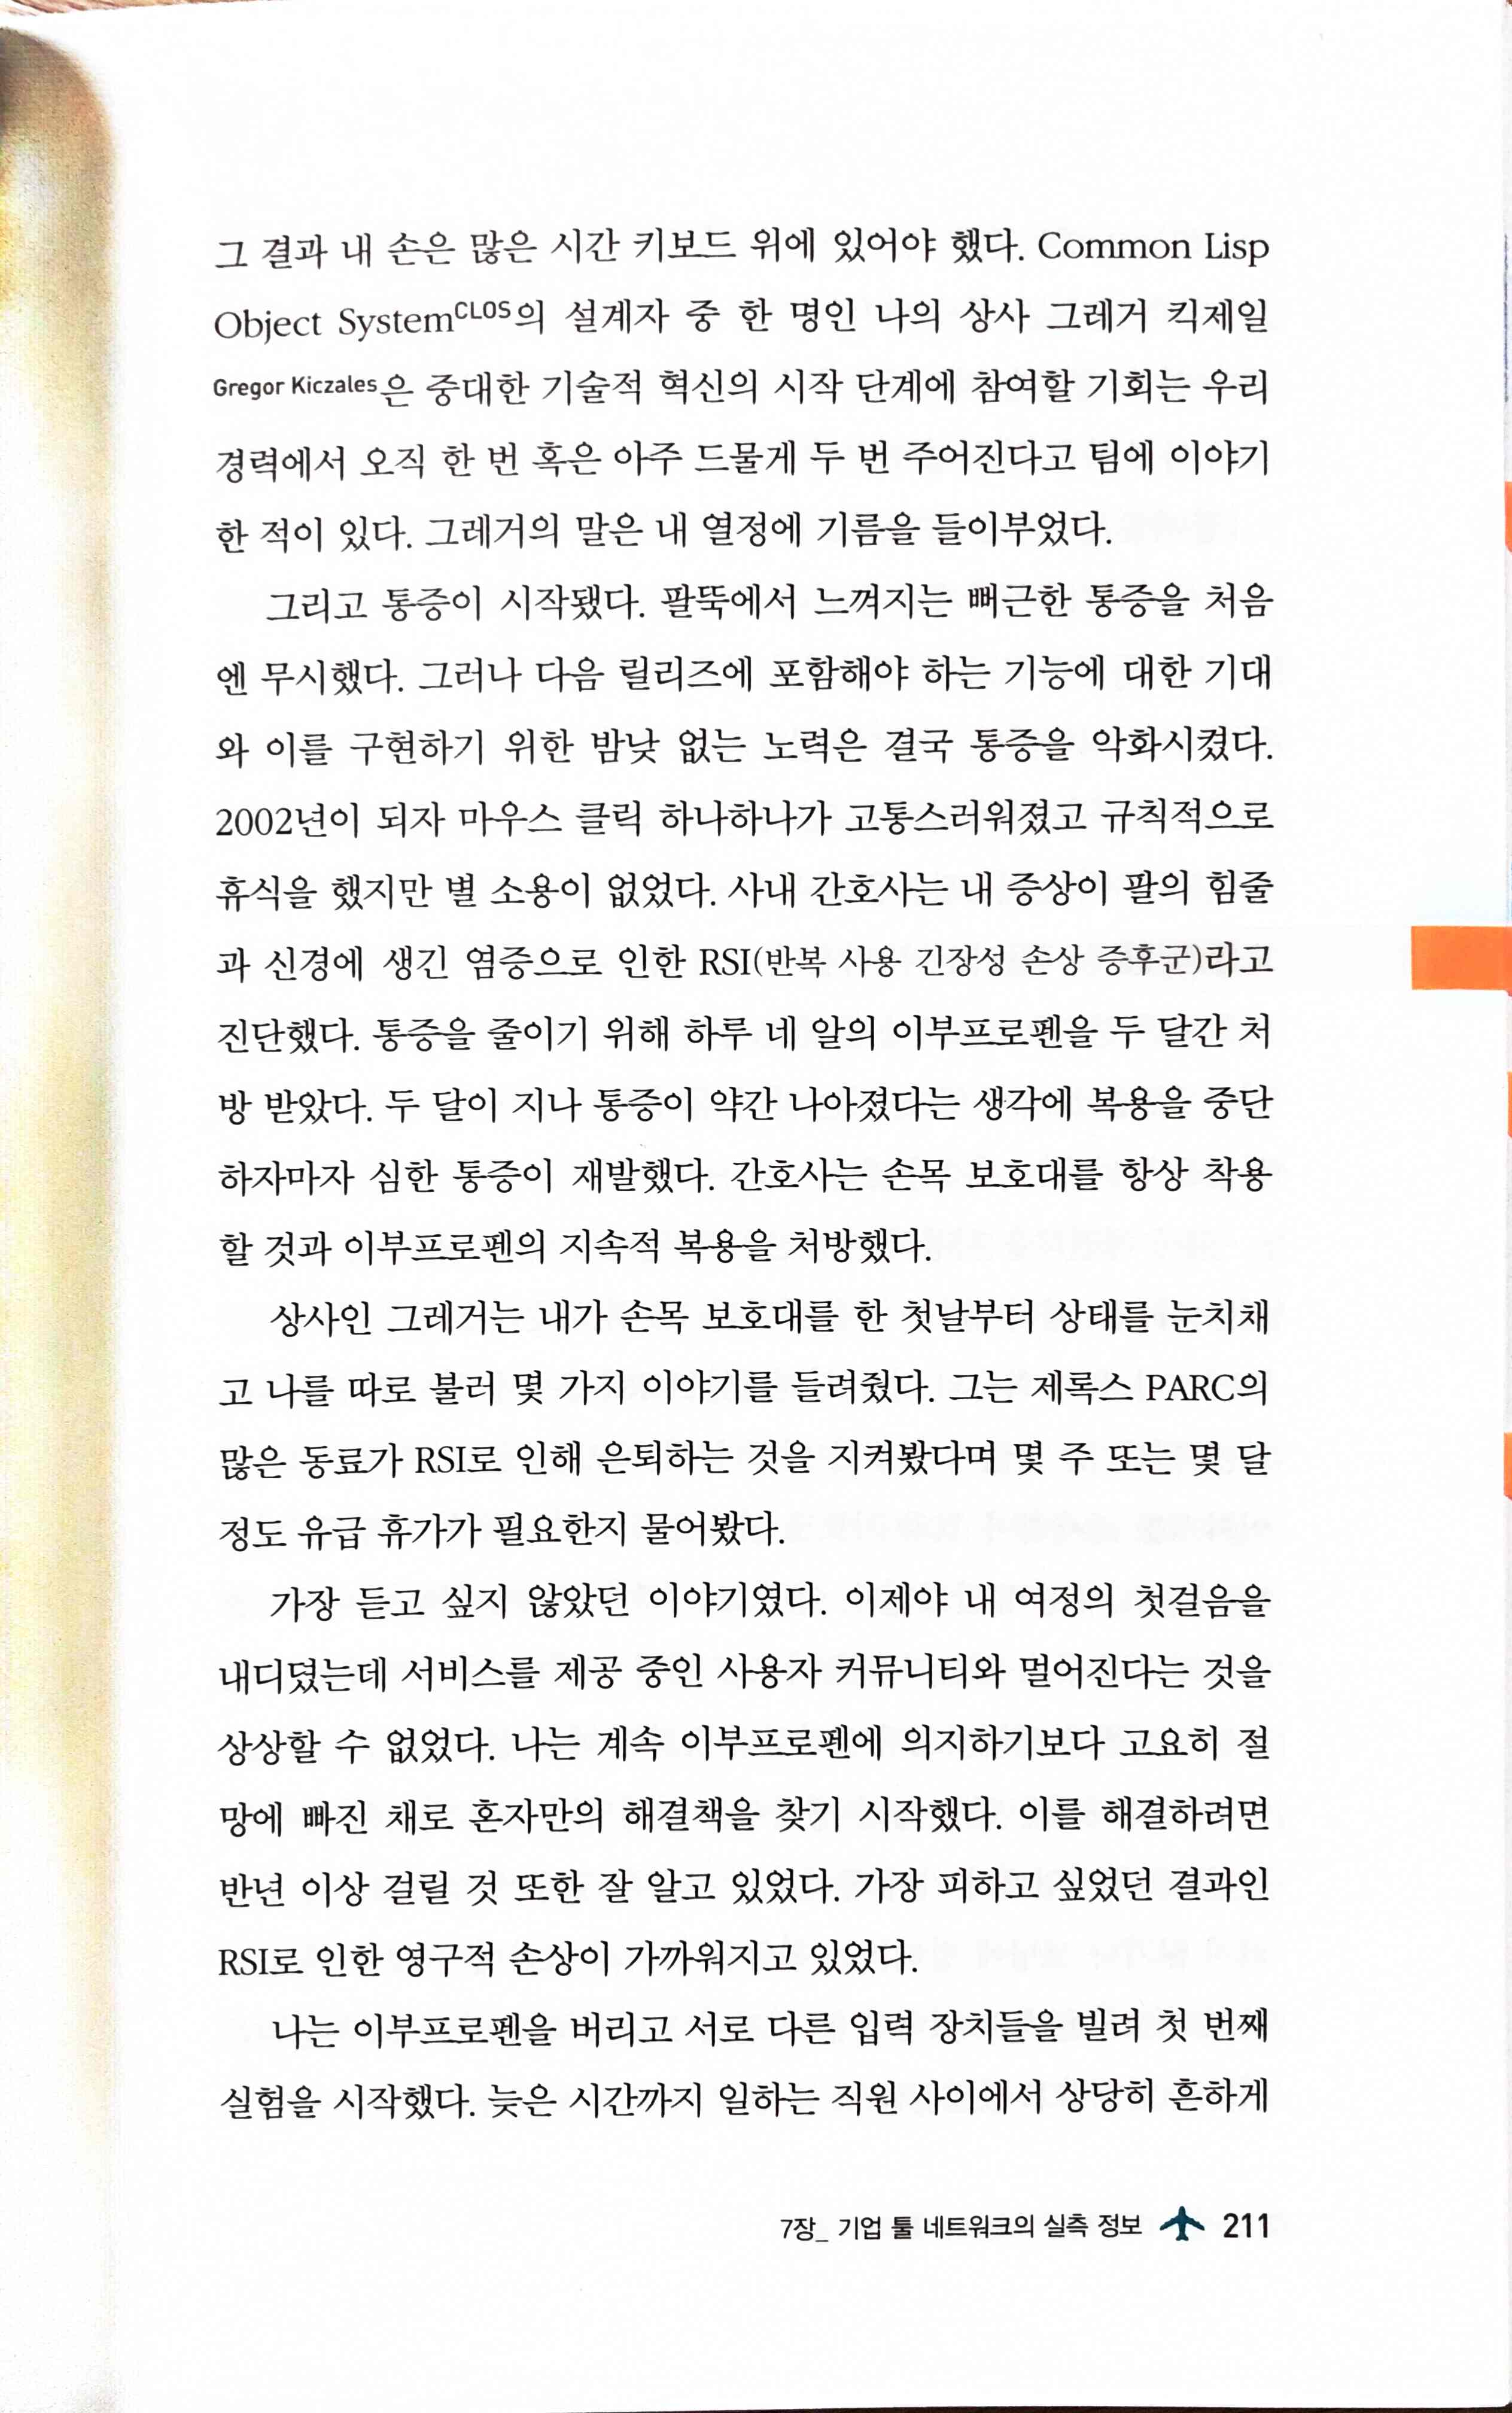 그 결과 내 손은 많은 시간 키보드 위에 있어야 했다. Common Lisp
Object SystemCLOS의 설계자 중 한 명인 나의 상사 그레거 킥제일
Gregor Kiczales은 중대한 기술적 혁신의 시작 단계에 참여할 기회는 우리
경력에서 오직 한 번 혹은 아주 드물게 두 번 주어진다고 팀에 이야기
한 적이 있다. 그레거의 말은 내 열정에 기름을 들이부었다.
그리고 통증이 시작됐다. 팔뚝에서 느껴지는 뻐근한 통증을 처음
엔 무시했다. 그러나 다음 릴리즈에 포함해야 하는 기능에 대한 기대
와 이를 구현하기 위한 밤낮 없는 노력은 결국 통증을 악화시켰다.
2002년이 되자 마우스 클릭 하나하나가 고통스러워졌고 규칙적으로
휴식을 했지만 별 소용이 없었다. 사내 간호사는 내 증상이 팔의 힘줄
과 신경에 생긴 염증으로 인한 RSI(반복 사용 긴장성 손상 증후군)라고
진단했다. 통증을 줄이기 위해 하루 네 알의 이부프로펜을 두 달간 처
방 받았다. 두 달이 지나 통증이 약간 나아졌다는 생각에 복용을 중단
하자마자 심한 통증이 재발했다. 간호사는 손목 보호대를 항상 착용
할 것과 이부프로펜의 지속적 복용을 처방했다.
상사인 그레거는 내가 손목 보호대를 한 첫날부터 상태를 눈치채
고 나를 따로 불러 몇 가지 이야기를 들려줬다. 그는 제록스 PARC의
많은 동료가 RSI로 인해 은퇴하는 것을 지켜봤다며 몇 주 또는 몇 달
정도 유급 휴가가 필요한지 물어봤다.
가장 듣고 싶지 않았던 이야기였다. 이제야 내 여정의 첫걸음을
내디뎠는데 서비스를 제공 중인 사용자 커뮤니티와 멀어진다는 것을
상상할 수 없었다. 나는 계속 이부프로펜에 의지하기보다 고요히 절
망에 빠진 채로 혼자만의 해결책을 찾기 시작했다. 이를 해결하려면
반년 이상 걸릴 것 또한 잘 알고 있었다. 가장 피하고 싶었던 결과인
RSI로 인한 영구적 손상이 가까워지고 있었다.
나는 이부프로펜을 버리고 서로 다른 입력 장치들을 빌려 첫 번째
실험을 시작했다. 늦은 시간까지 일하는 직원 사이에서 상당히 흔하게
7장_ 기업 툴 네트워크의 실측 정보 211